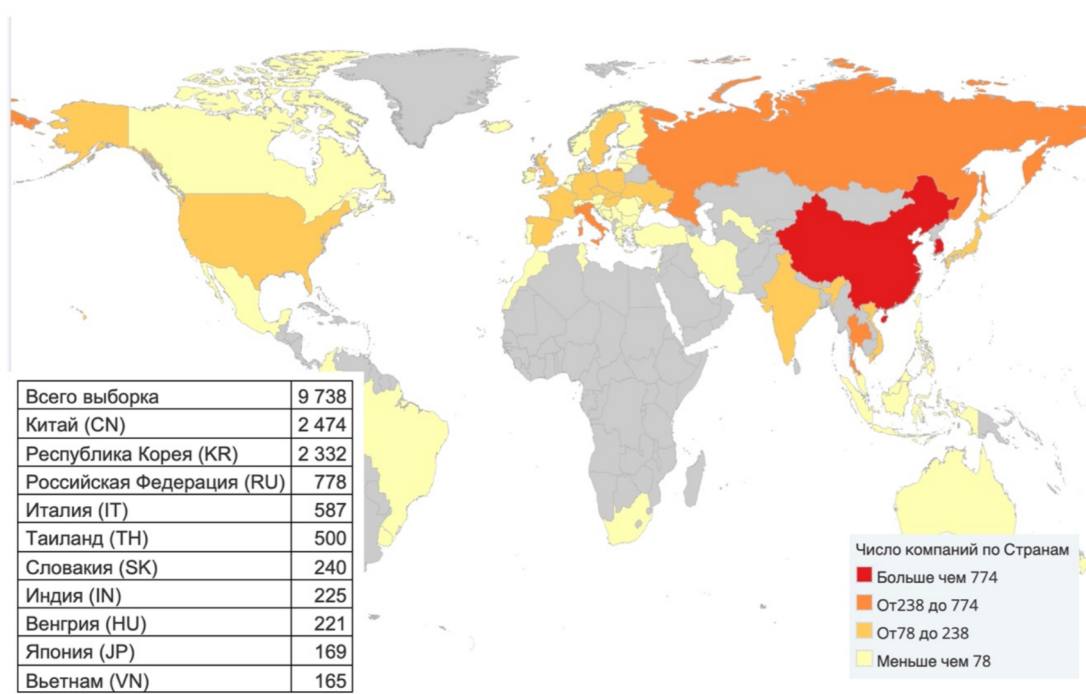 Всего выборка 9 738
Китай (CN) 2 474
Республика Корея (KR) 2 332
Российская Федерация (RU) 778
Италия (IT) 587
Таиланд (TH) 500
Словакия (SK) 240
Индия (IN) 225
Венгрия (HU) 221
Япония (JP) 169
Вьетнам (VN) 165
Число компаний по Странам
Больше чем 774
От238 до 774
От78 до 238
Меньше чем 78